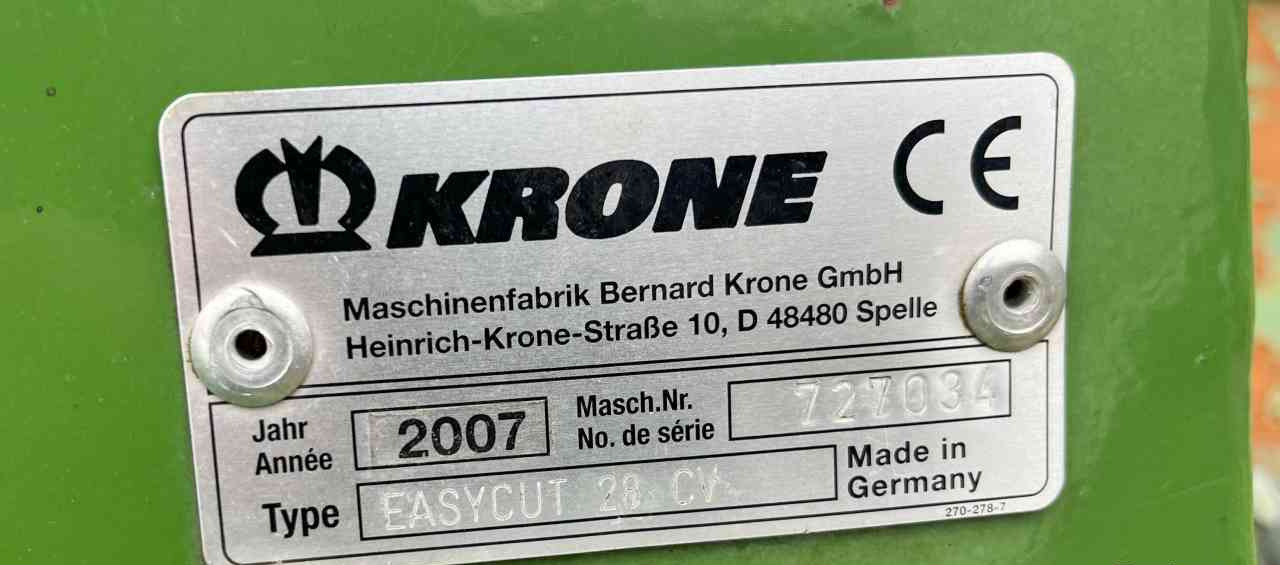 KRONE CE
Maschinenfabrik Bernard Krone GmbH
Heinrich-Krone-Straße 10, D 48480 Spelle
Jahr
Année
2007
Masch.Nr.
No. de série
727034
Type
EASYCUT 28 CV
Made in
Germany
270-278-7